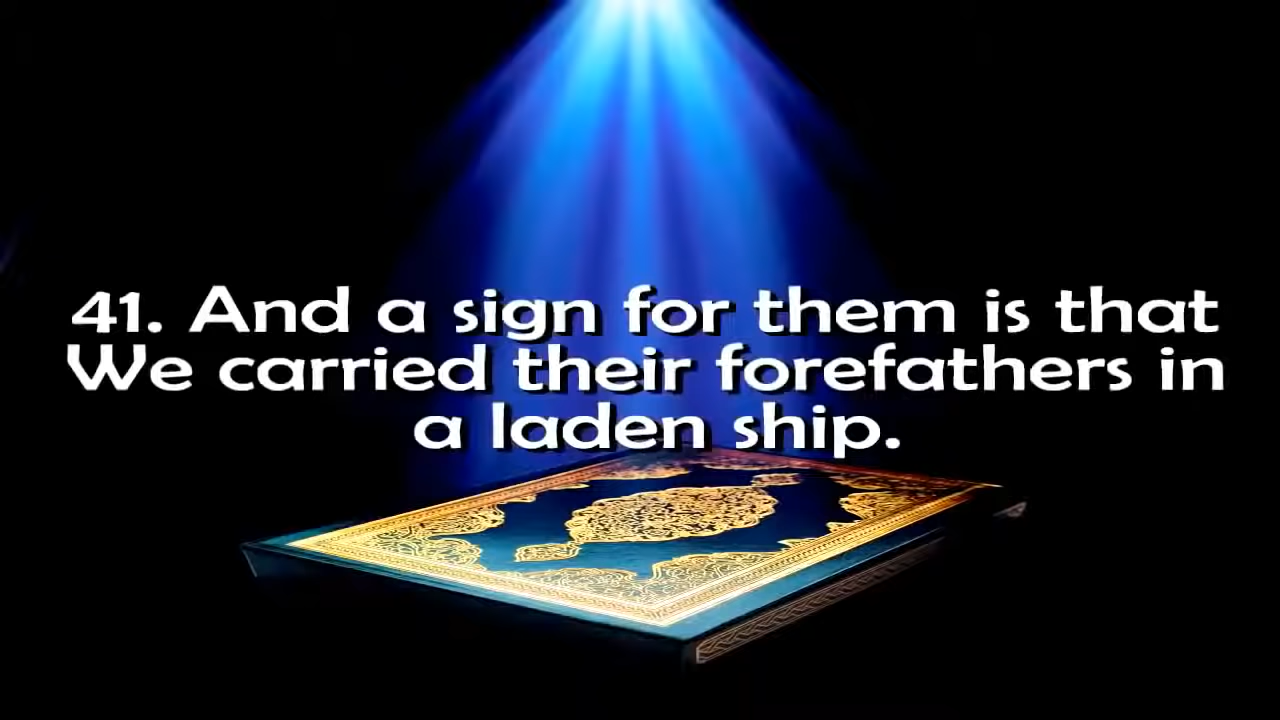 41. And a sign for them is that
We carried their forefathers in
a laden ship.